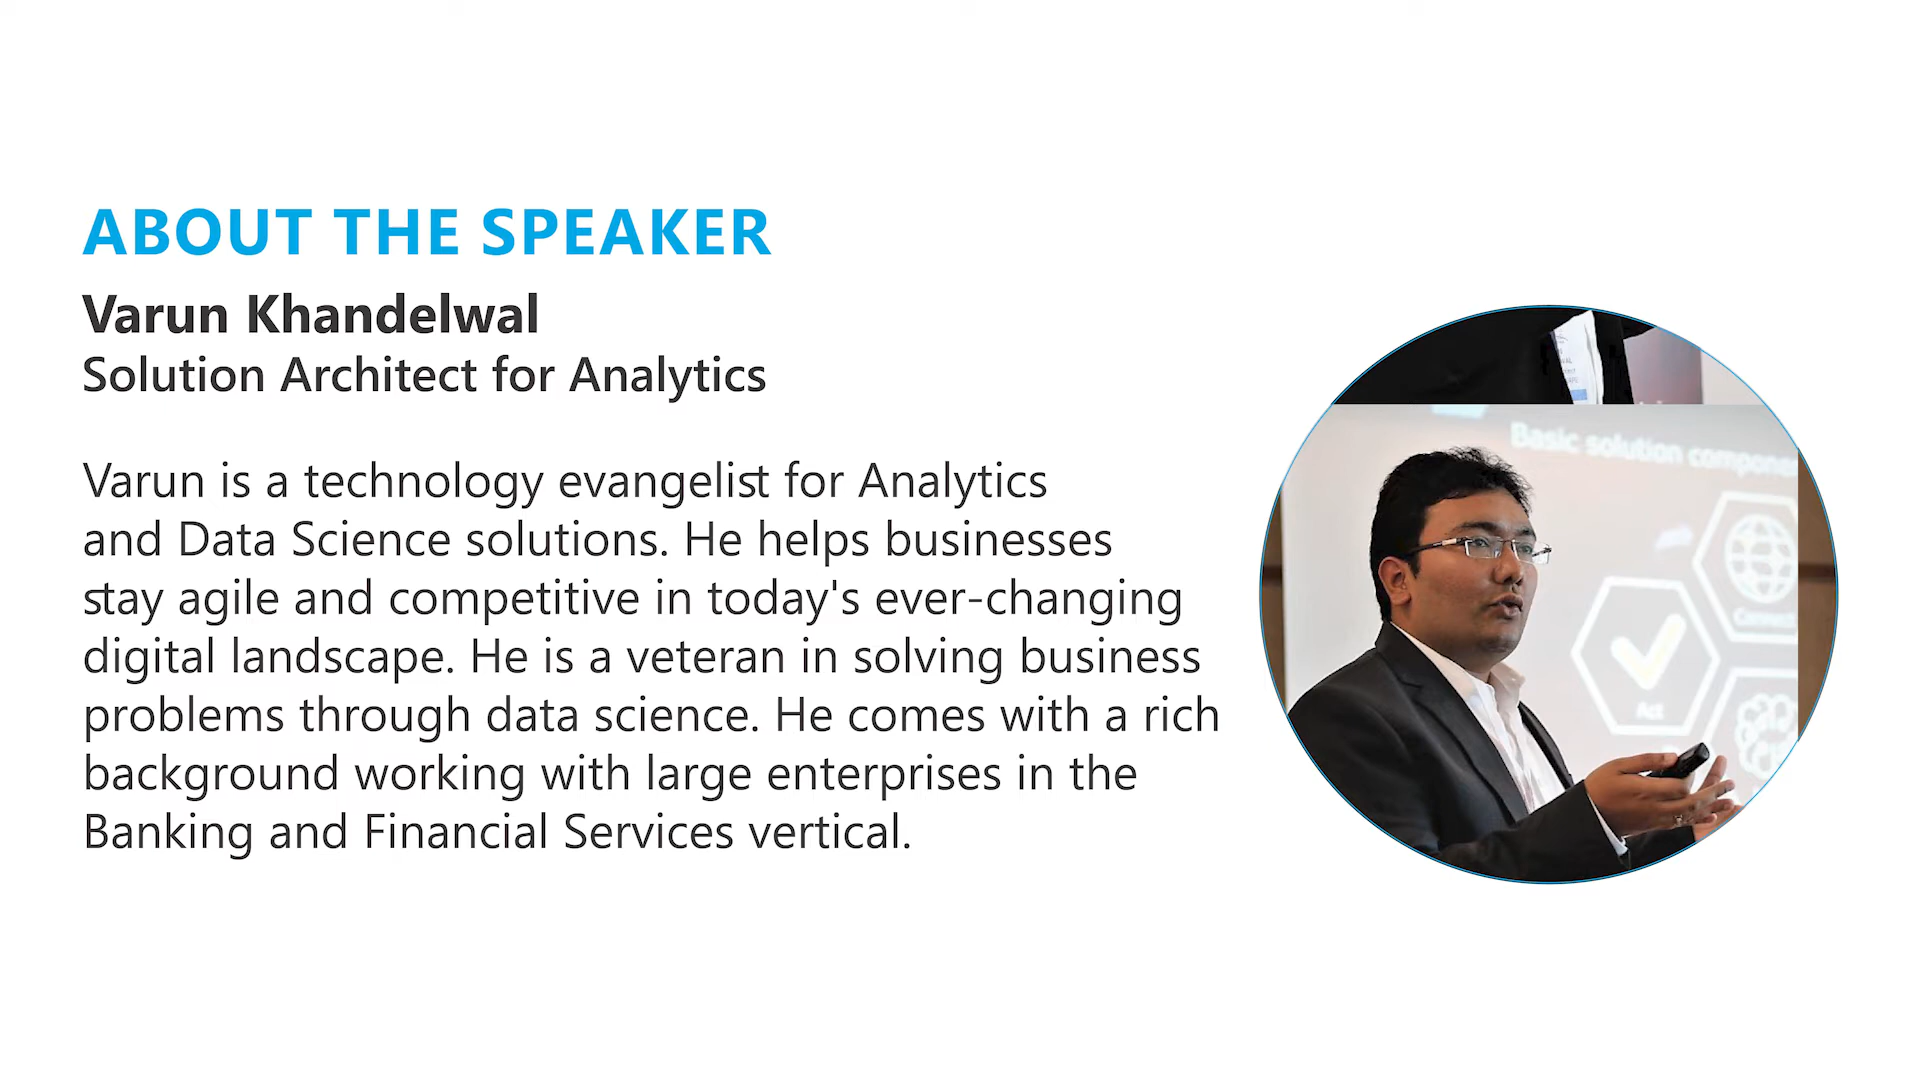 ABOUT THE SPEAKER
Varun Khandelwal
Solution Architect for Analytics
Varun is a technology evangelist for Analytics
and Data Science solutions. He helps businesses
stay agile and competitive in today's ever-changing
digital landscape. He is a veteran in solving business
problems through data science. He comes with a rich
background working with large enterprises in the
Banking and Financial Services vertical.
Basic solution
Act